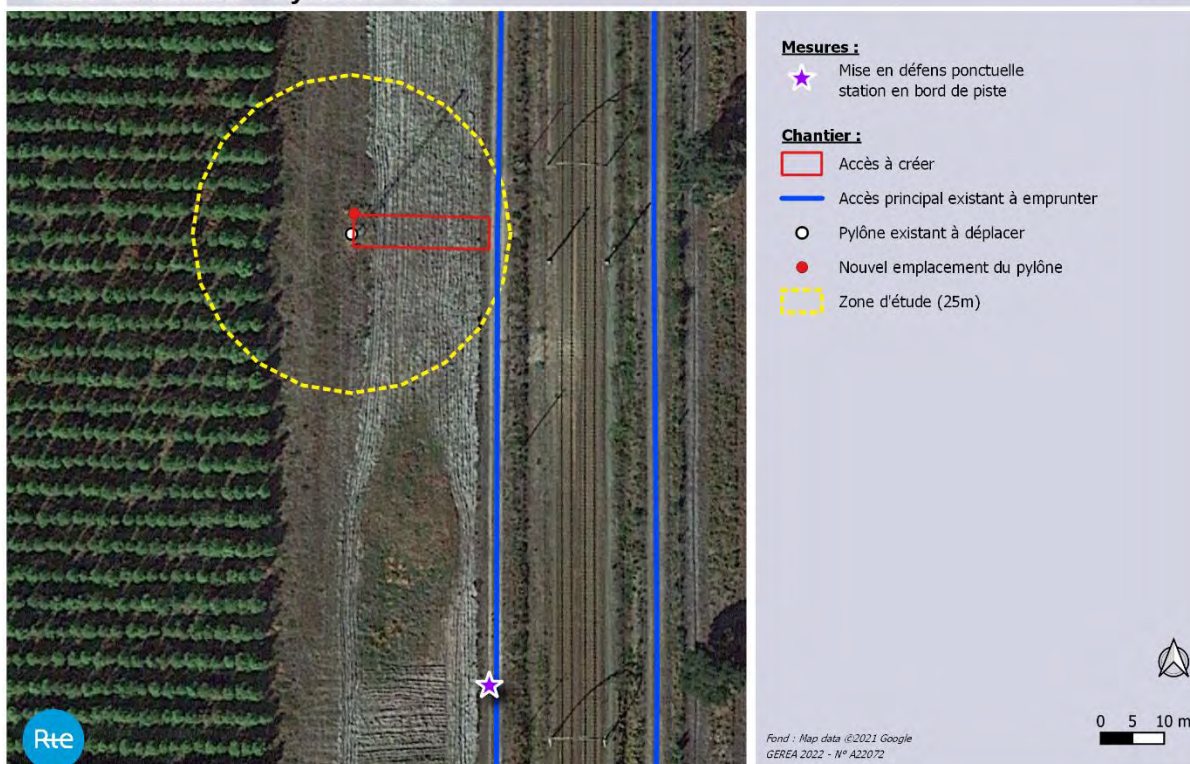 Mesures :
Mise en défens ponctuelle
station en bord de piste
Chantier :
Accès à créer
Accès principal existant à emprunter
Pylône existant à déplacer
Nouvel emplacement du pylône
Zone d'étude (25m)
Rte
0 5 10 m
Fond : Map data ©2021 Google
GEREA 2022 - N° A22072